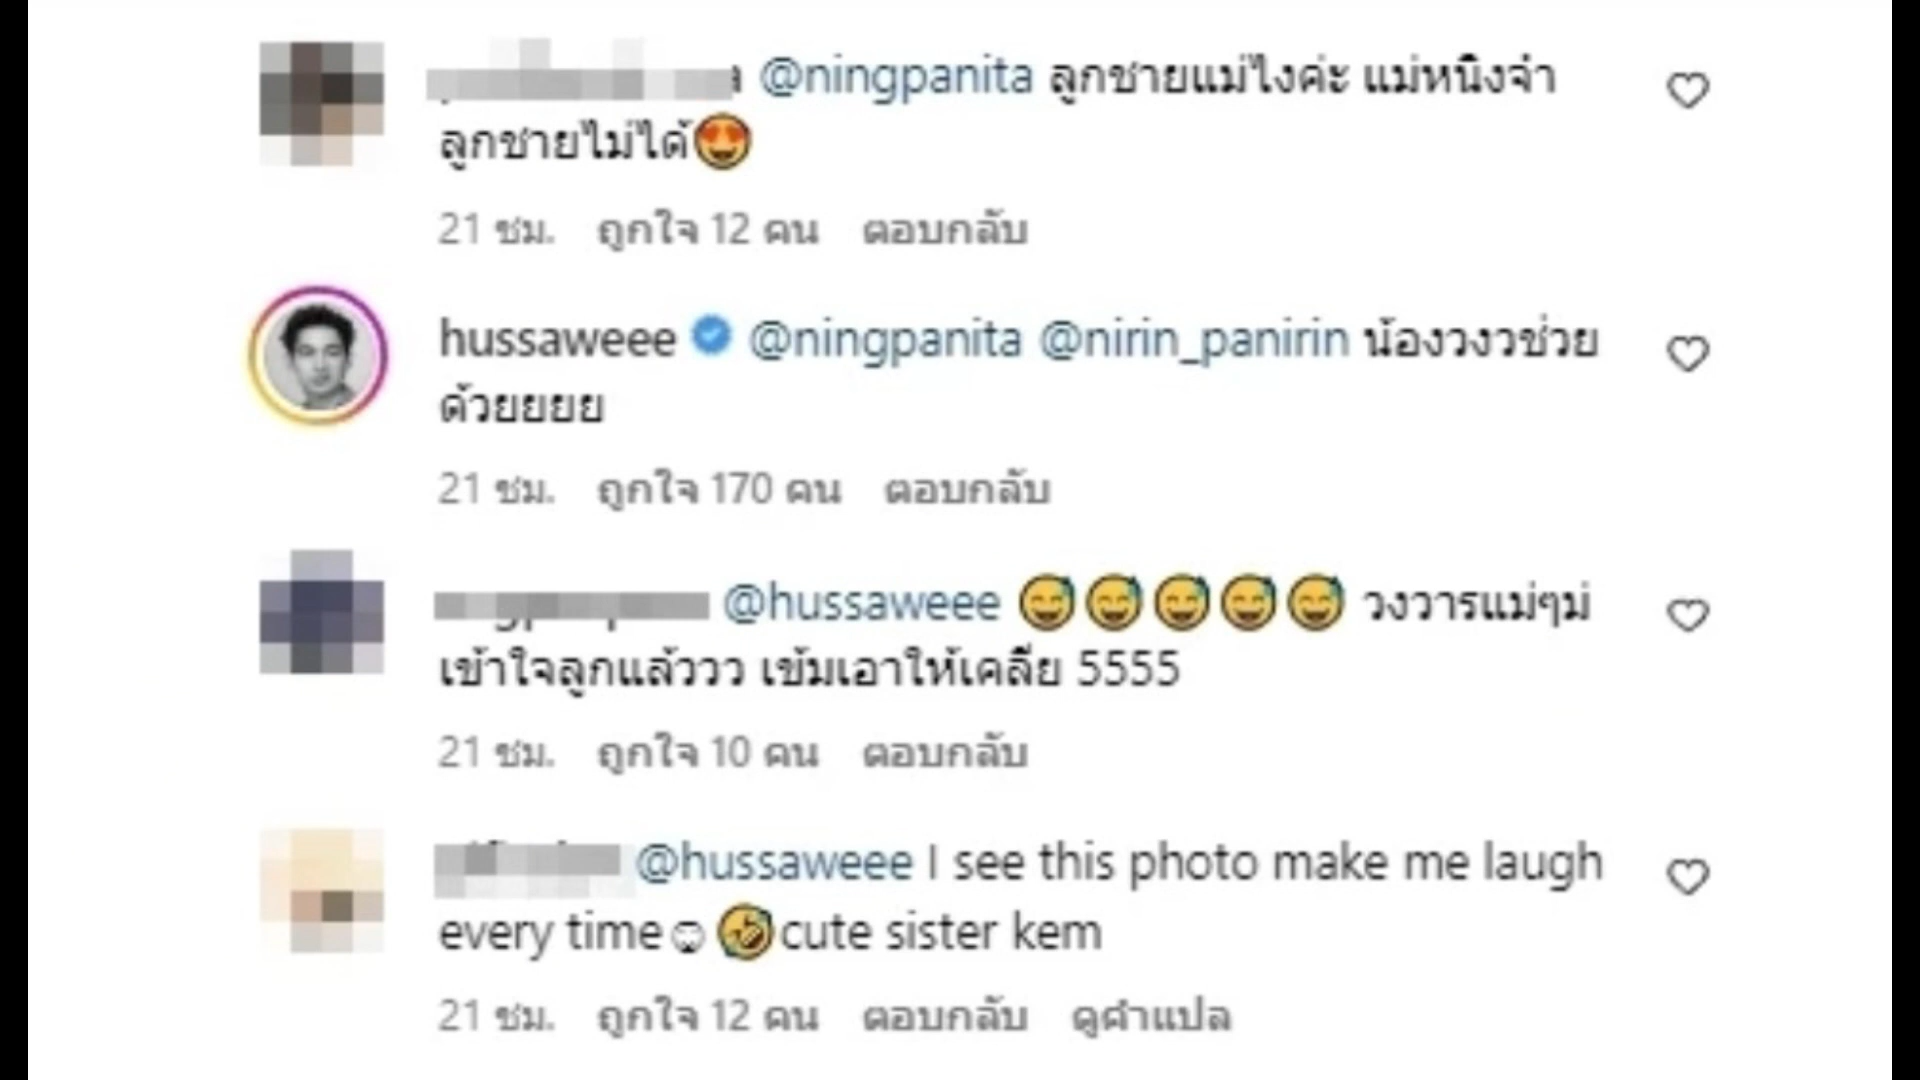 @ningpanita ลูกชายแม่ไงค่ะ แม่หนิงจำ
ลูกชายไม่ได้😍
21 ชม. ถูกใจ 12 คน ตอบกลับ
hussaweee @ningpanita @nirin_panirin น้องวงวช่วย
ด้วยยยย
21 ชม. ถูกใจ 170 คน ตอบกลับ
@hussaweee 😅😅😅😅😅 วงวารแม่ๆม่
เข้าใจลูกแล้ววว เข้มเอาให้เคลีย 5555
21 ชม. ถูกใจ 10 คน ตอบกลับ
@hussaweee I see this photo make me laugh
every time🤣cute sister kem
21 ชม. ถูกใจ 12 คน ตอบกลับ ดูคำแปล